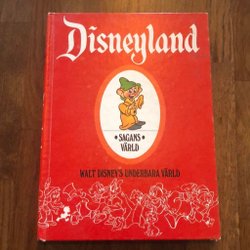 Disneyland
• SAGANS •
VÄRLD
WALT DISNEY'S UNDERBARA VÄRLD